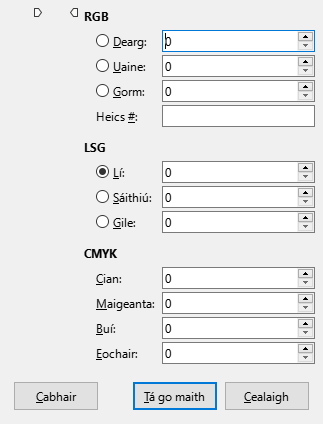 RGB
Dearg: 0
Uaine: 0
Gorm: 0
Heics #:
LSG
Lí: 0
Sáithiú: 0
Gile: 0
CMYK
Cian: 0
Maigeanta: 0
Buí: 0
Eochair: 0
Cabhair Tá go maith Cealaigh